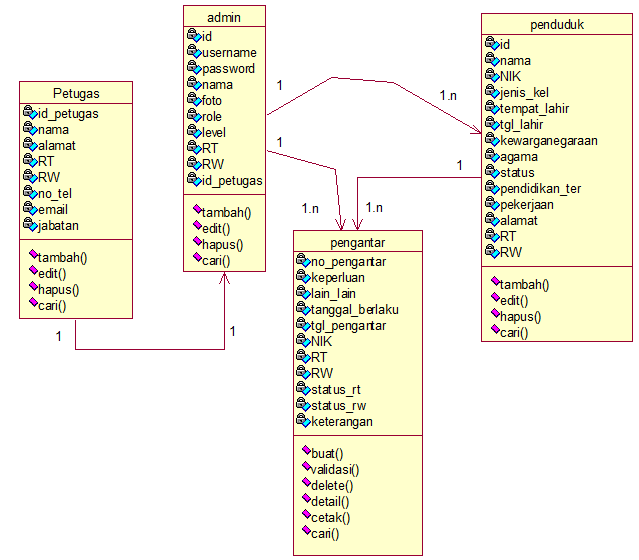 Petugas
id_petugas
nama
alamat
RT
RW
no_tel
email
jabatan
tambah()
edit()
hapus()
cari()
1
1
admin
id
username
password
nama
foto
role
level
RT
RW
id_petugas
tambah()
edit()
hapus()
cari()
1
1..n
1
1..n
1
1..n
pengantar
no_pengantar
keperluan
lain_lain
tanggal_berlaku
tgl_pengantar
NIK
RT
RW
status_rt
status_rw
keterangan
buat()
validasi()
delete()
detail()
cetak()
cari()
penduduk
id
nama
NIK
jenis_kel
tempat_lahir
tgl_lahir
kewarganegaraan
agama
status
pendidikan_ter
pekerjaan
alamat
RT
RW
tambah()
edit()
hapus()
cari()